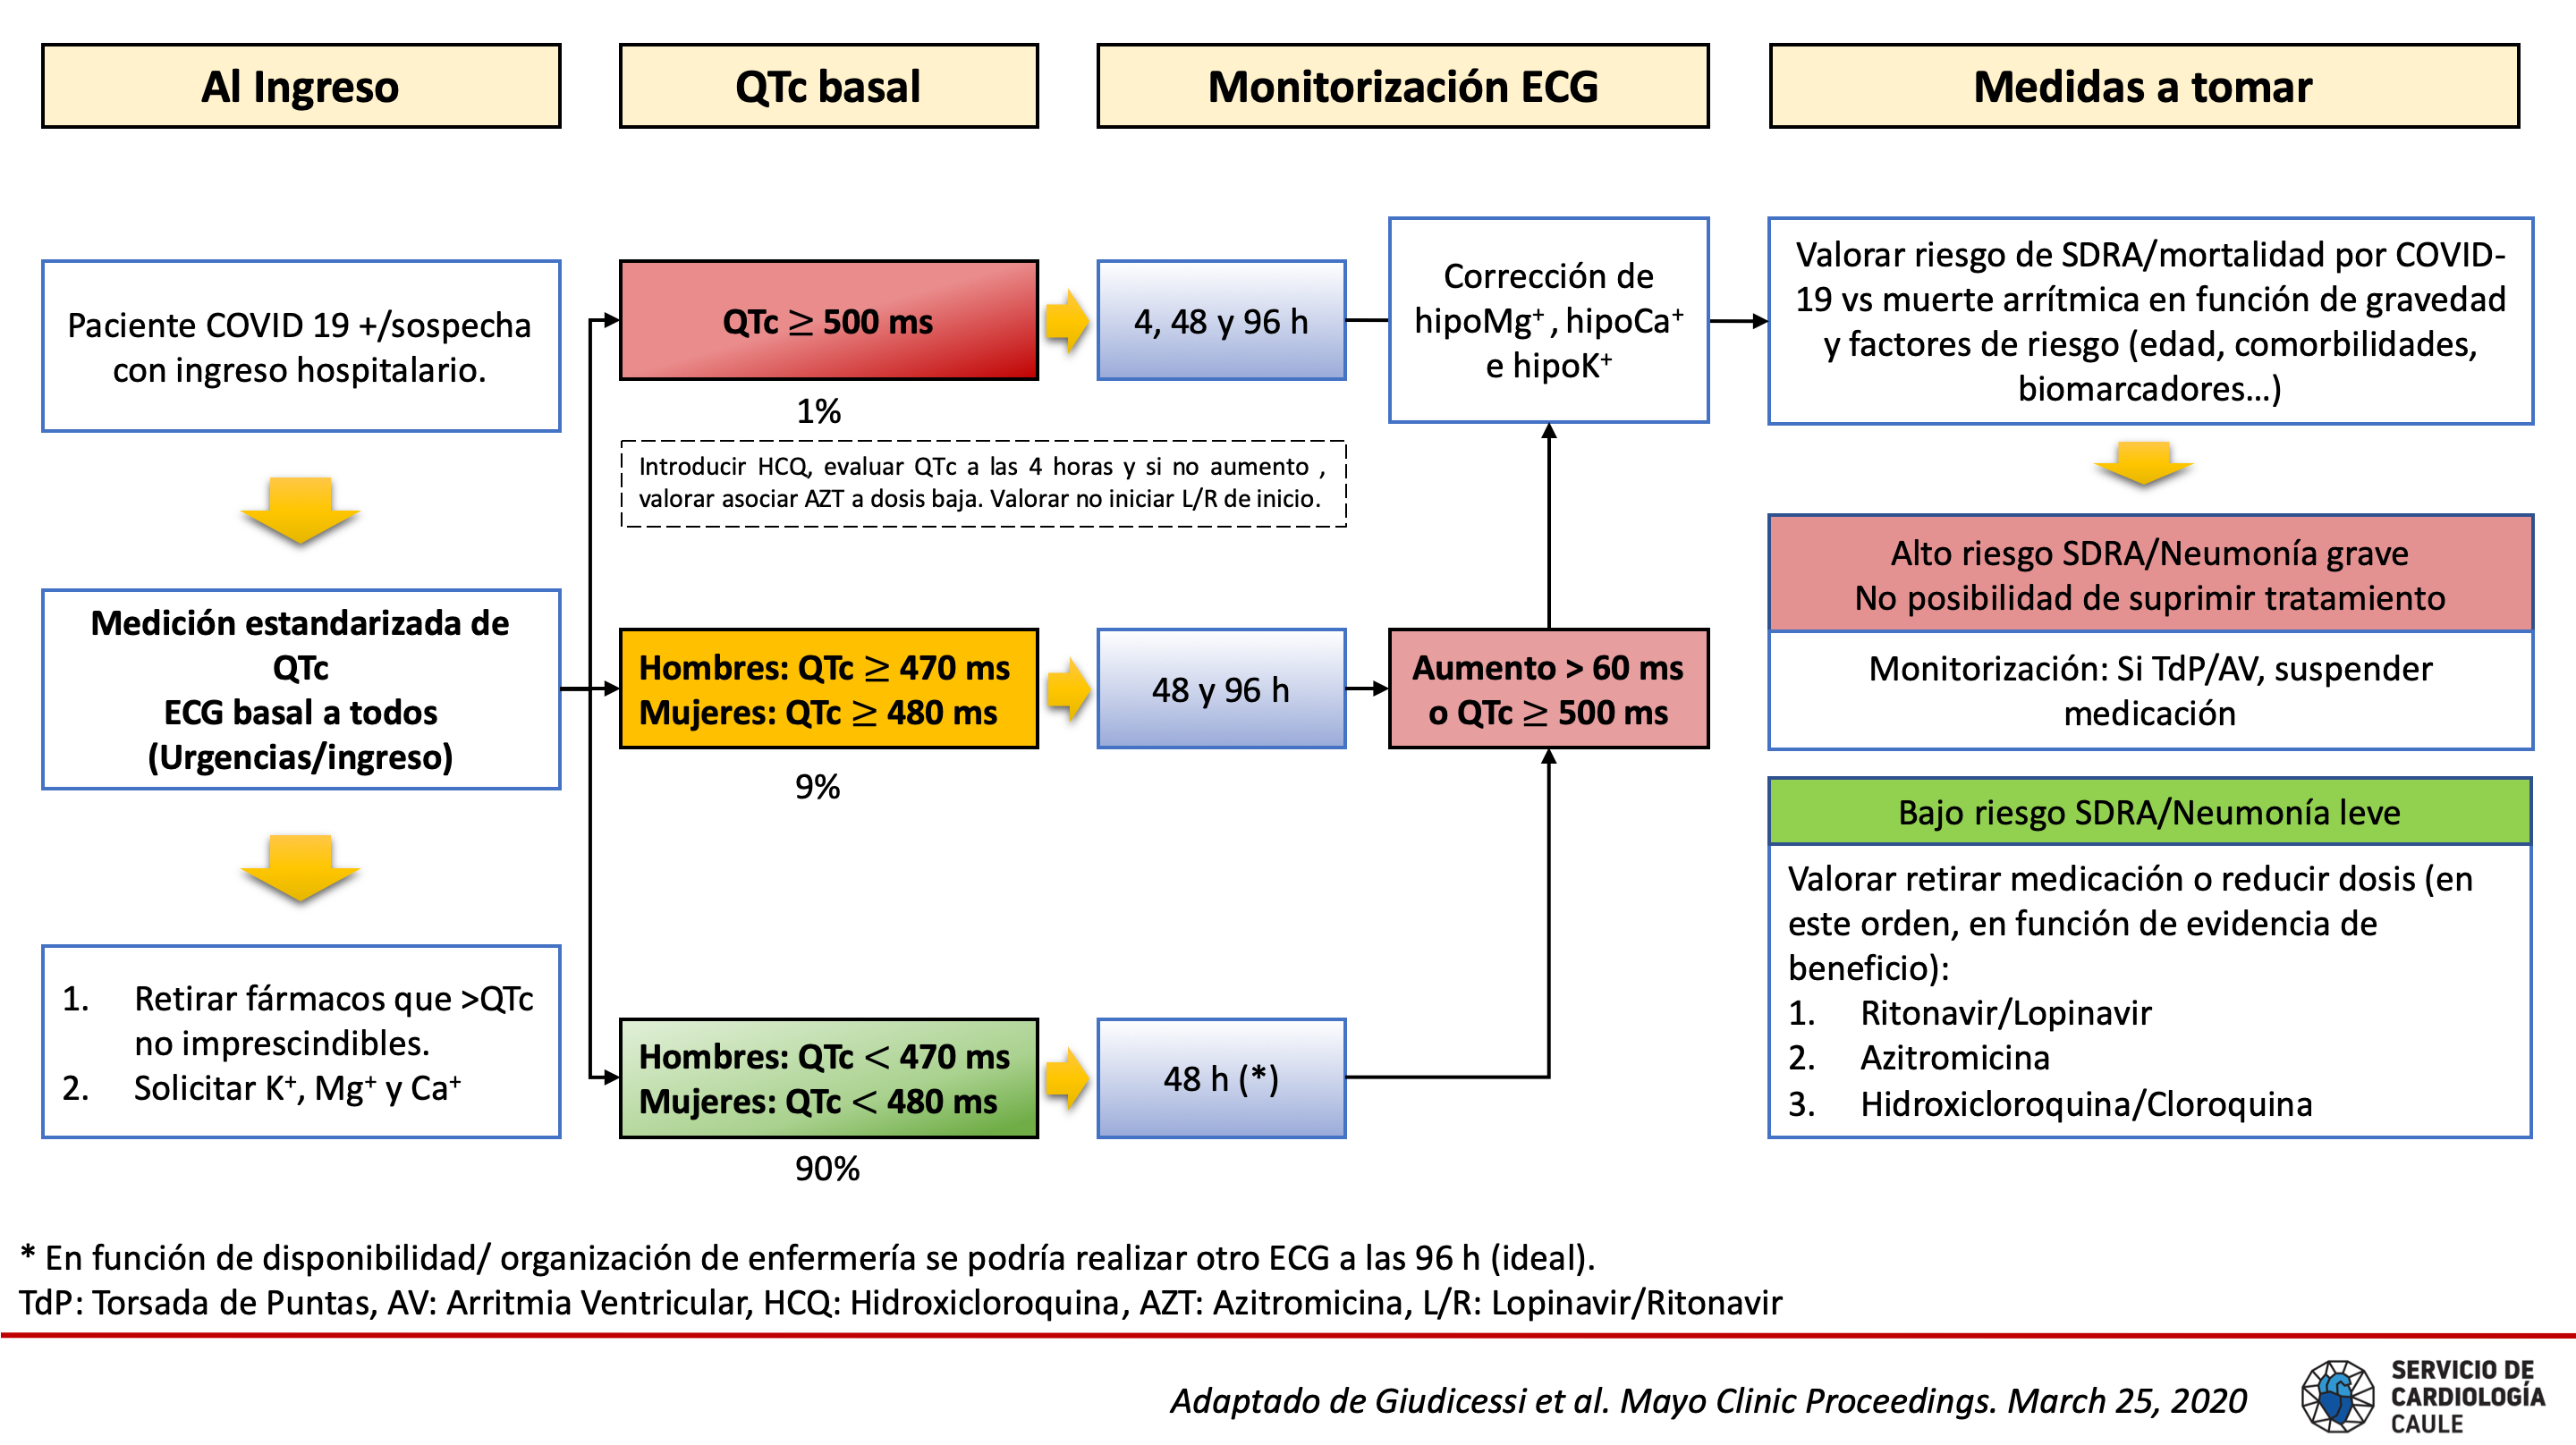 Al Ingreso
QTc basal
Monitorización ECG
Medidas a tomar
Paciente COVID 19 +/sospecha
con ingreso hospitalario.
Medición estandarizada de
QTc
ECG basal a todos
(Urgencias/ingreso)
1. Retirar fármacos que >QTc
no imprescindibles.
2. Solicitar K⁺, Mg⁺ y Ca⁺
QTc ≥ 500 ms
1%
Introducir HCQ, evaluar QTc a las 4 horas y si no aumento ,
valorar asociar AZT a dosis baja. Valorar no iniciar L/R de inicio.
Hombres: QTc ≥ 470 ms
Mujeres: QTc ≥ 480 ms
9%
Hombres: QTc < 470 ms
Mujeres: QTc < 480 ms
90%
4, 48 y 96 h
48 y 96 h
48 h (*)
Corrección de
hipoMg⁺ , hipoCa⁺
e hipoK⁺
Aumento > 60 ms
o QTc ≥ 500 ms
Valorar riesgo de SDRA/mortalidad por COVID-
19 vs muerte arrítmica en función de gravedad
y factores de riesgo (edad, comorbilidades,
biomarcadores…)
Alto riesgo SDRA/Neumonía grave
No posibilidad de suprimir tratamiento
Monitorización: Si TdP/AV, suspender
medicación
Bajo riesgo SDRA/Neumonía leve
Valorar retirar medicación o reducir dosis (en
este orden, en función de evidencia de
beneficio):
1. Ritonavir/Lopinavir
2. Azitromicina
3. Hidroxicloroquina/Cloroquina
* En función de disponibilidad/ organización de enfermería se podría realizar otro ECG a las 96 h (ideal).
TdP: Torsada de Puntas, AV: Arritmia Ventricular, HCQ: Hidroxicloroquina, AZT: Azitromicina, L/R: Lopinavir/Ritonavir
Adaptado de Giudicessi et al. Mayo Clinic Proceedings. March 25, 2020
SERVICIO DE
CARDIOLOGÍA
CAULE